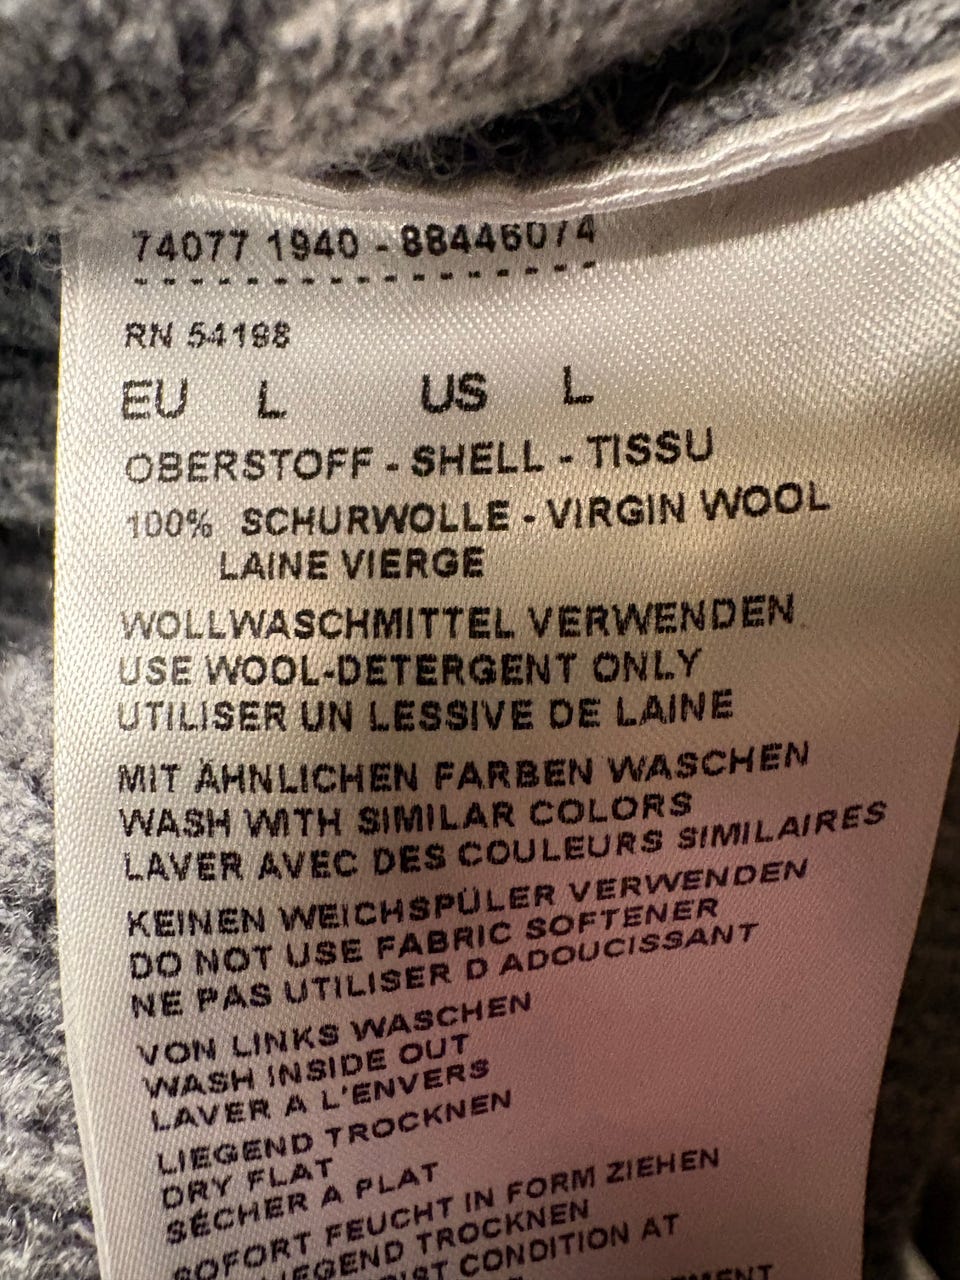 74077 1940 - 88446074
RN 54198
EU L US L
OBERSTOFF - SHELL - TISSU
100% SCHURWOLLE - VIRGIN WOOL
LAINE VIERGE
WOLLWASCHMITTEL VERWENDEN
USE WOOL-DETERGENT ONLY
UTILISER UN LESSIVE DE LAINE
MIT ÄHNLICHEN FARBEN WASCHEN
WASH WITH SIMILAR COLORS
LAVER AVEC DES COULEURS SIMILAIRES
KEINEN WEICHSPÜLER VERWENDEN
DO NOT USE FABRIC SOFTENER
NE PAS UTILISER D ADOUCISSANT
VON LINKS WASCHEN
WASH INSIDE OUT
LAVER A L'ENVERS
LIEGEND TROCKNEN
DRY FLAT
SÉCHER A PLAT
SOFORT FEUCHT IN FORM ZIEHEN
LIEGEND TROCKNEN
CONDITION AT